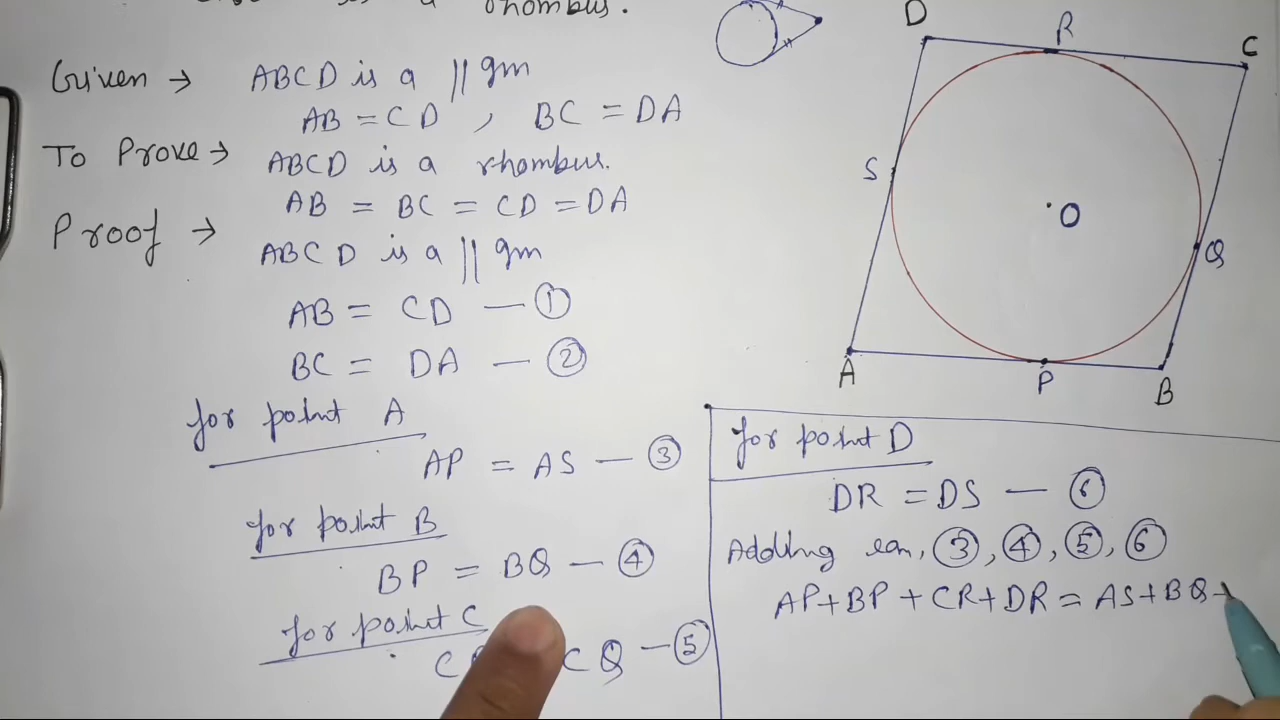 is a rhombus.
Given → ABCD is a || gm
AB = CD , BC = DA
To Prove → ABCD is a rhombus.
AB = BC = CD = DA
Proof →
ABCD is a || gm
AB = CD — ①
BC = DA — ②
for point A
AP = AS — ③
for point B
BP = BQ — ④
for point C
CQ — ⑤
for point D
DR = DS — ⑥
Adding eqn, ③, ④, ⑤, ⑥
AP + BP + CR + DR = AS + BQ +
D
R
C
S
O
Q
A
P
B